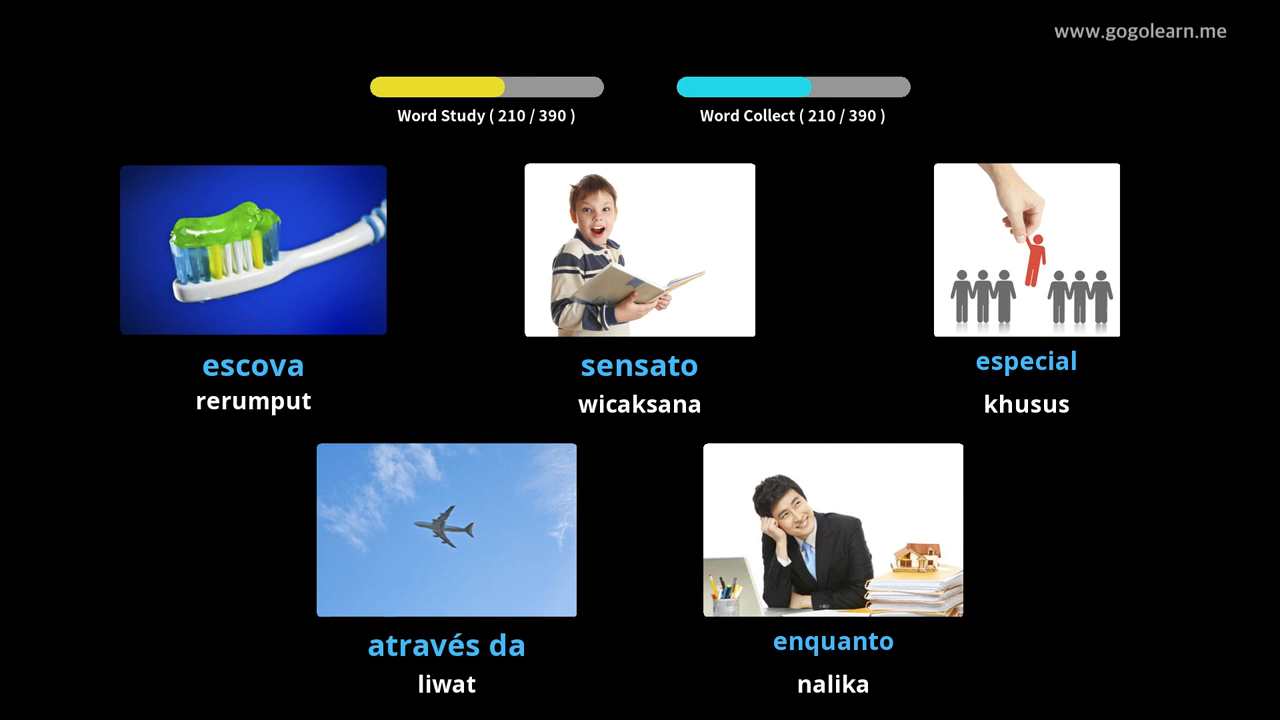 www.gogolearn.me
Word Study ( 210 / 390 )
Word Collect ( 210 / 390 )
escova
rerumput
sensato
wicaksana
especial
khusus
através da
liwat
enquanto
nalika